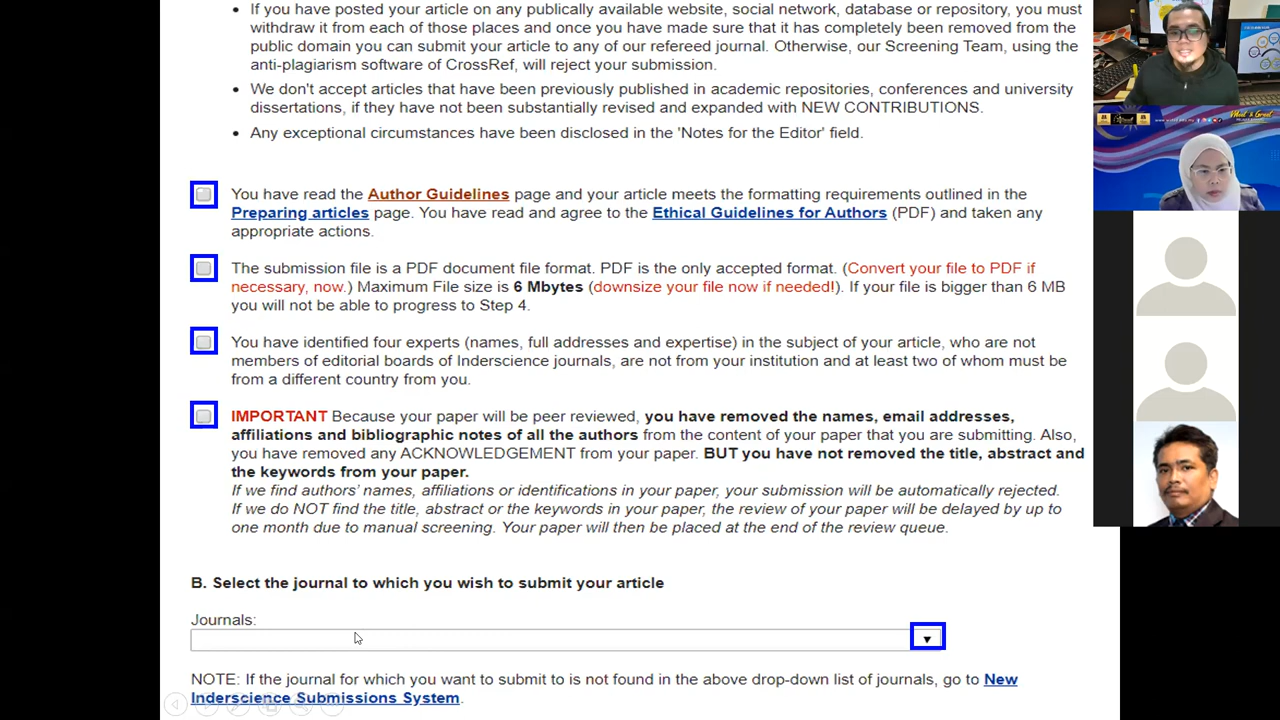 If you have posted your article on any publically available website, social network, database or repository, you must
withdraw it from each of those places and once you have made sure that it has completely been removed from the
public domain you can submit your article to any of our refereed journal. Otherwise, our Screening Team, using the
anti-plagiarism software of CrossRef, will reject your submission.
We don't accept articles that have been previously published in academic repositories, conferences and university
dissertations, if they have not been substantially revised and expanded with NEW CONTRIBUTIONS.
Any exceptional circumstances have been disclosed in the 'Notes for the Editor' field.
You have read the Author Guidelines page and your article meets the formatting requirements outlined in the
Preparing articles page. You have read and agree to the Ethical Guidelines for Authors (PDF) and taken any
appropriate actions.
The submission file is a PDF document file format. PDF is the only accepted format. (Convert your file to PDF if
necessary, now.) Maximum File size is 6 Mbytes (downsize your file now if needed!). If your file is bigger than 6 MB
you will not be able to progress to Step 4.
You have identified four experts (names, full addresses and expertise) in the subject of your article, who are not
members of editorial boards of Inderscience journals, are not from your institution and at least two of whom must be
from a different country from you.
IMPORTANT Because your paper will be peer reviewed, you have removed the names, email addresses,
affiliations and bibliographic notes of all the authors from the content of your paper that you are submitting. Also,
you have removed any ACKNOWLEDGEMENT from your paper. BUT you have not removed the title, abstract and
the keywords from your paper.
If we find authors' names, affiliations or identifications in your paper, your submission will be automatically rejected.
If we do NOT find the title, abstract or the keywords in your paper, the review of your paper will be delayed by up to
one month due to manual screening. Your paper will then be placed at the end of the review queue.
B. Select the journal to which you wish to submit your article
Journals:
NOTE: If the journal for which you want to submit to is not found in the above drop-down list of journals, go to New
Inderscience Submissions System.